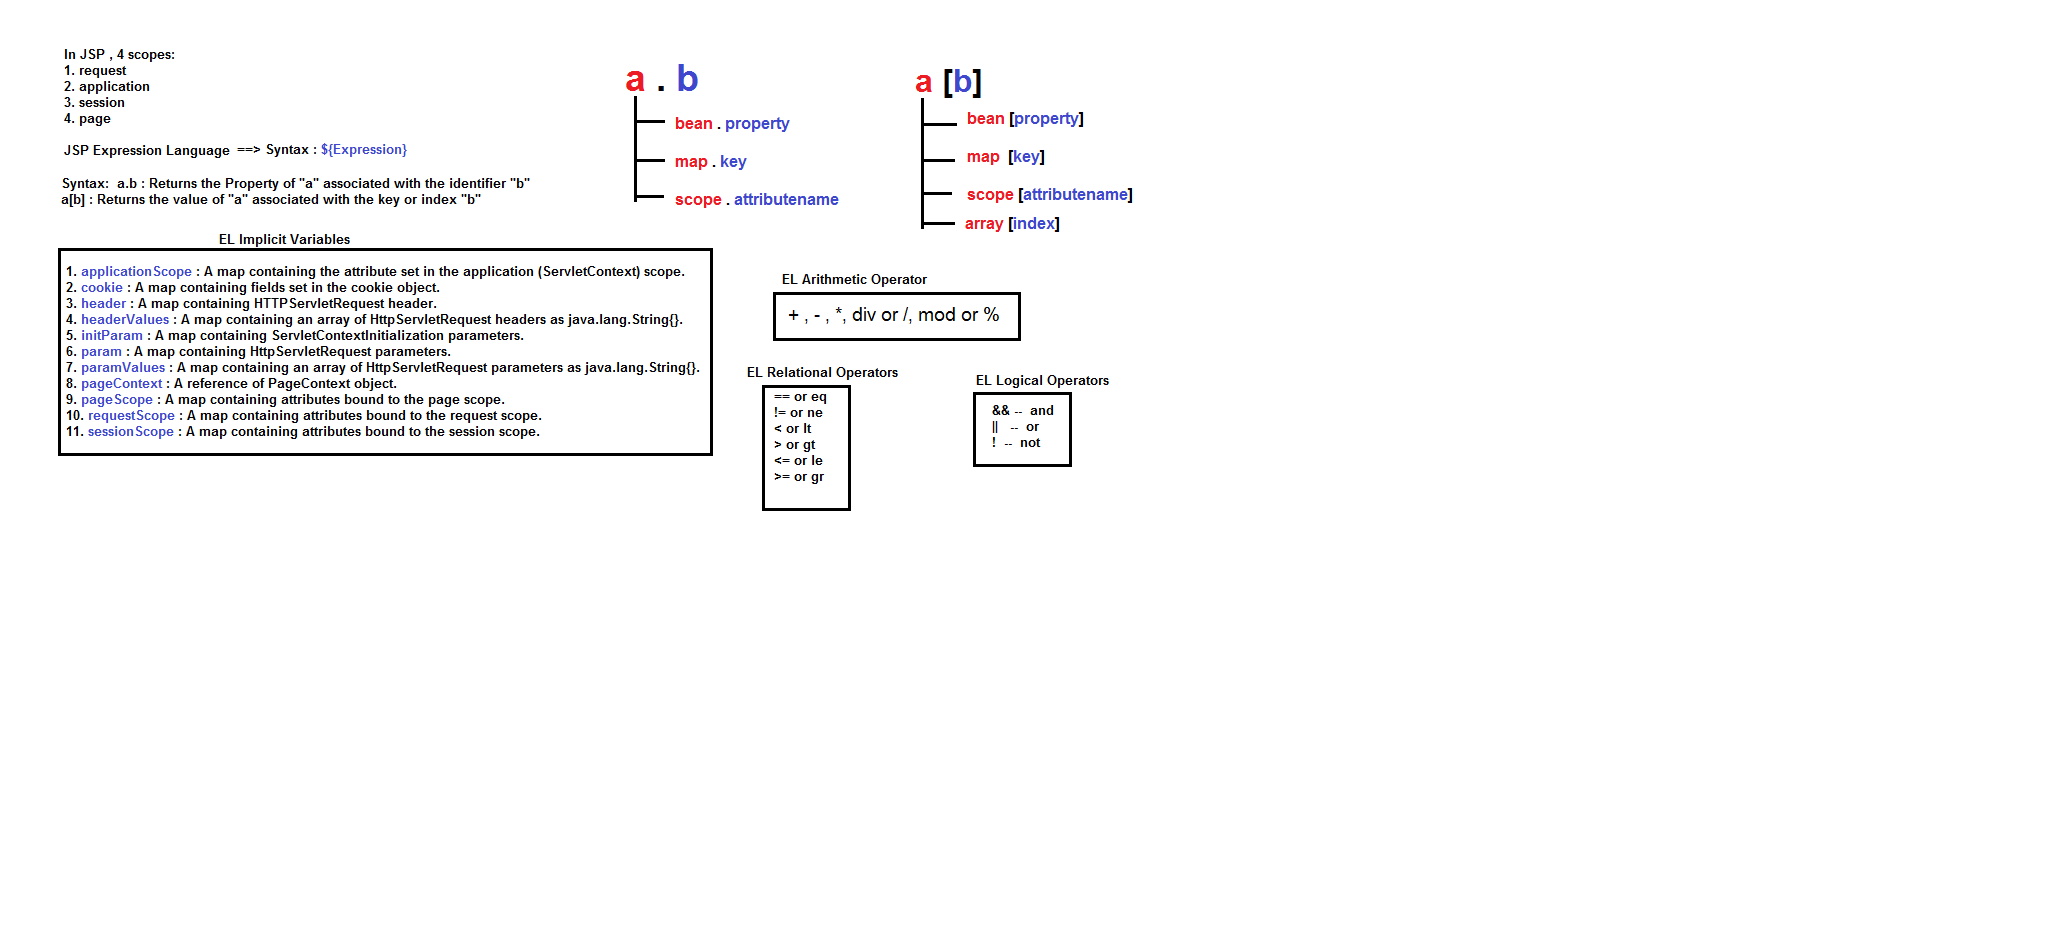 In JSP , 4 scopes:
1. request
2. application
3. session
4. page
JSP Expression Language ==> Syntax : ${Expression}
Syntax: a.b : Returns the Property of "a" associated with the identifier "b"
a[b] : Returns the value of "a" associated with the key or index "b"
a . b
bean . property
map . key
scope . attributename
a [b]
bean [property]
map [key]
scope [attributename]
array [index]
EL Implicit Variables
1. applicationScope : A map containing the attribute set in the application (ServletContext) scope.
2. cookie : A map containing fields set in the cookie object.
3. header : A map containing HTTPServletRequest header.
4. headerValues : A map containing an array of HttpServletRequest headers as java.lang.String{}.
5. initParam : A map containing ServletContextInitialization parameters.
6. param : A map containing HttpServletRequest parameters.
7. paramValues : A map containing an array of HttpServletRequest parameters as java.lang.String{}.
8. pageContext : A reference of PageContext object.
9. pageScope : A map containing attributes bound to the page scope.
10. requestScope : A map containing attributes bound to the request scope.
11. sessionScope : A map containing attributes bound to the session scope.
EL Arithmetic Operator
+ , - , *, div or /, mod or %
EL Relational Operators
== or eq
!= or ne
< or lt
> or gt
<= or le
>= or gr
EL Logical Operators
&& -- and
|| -- or
! -- not